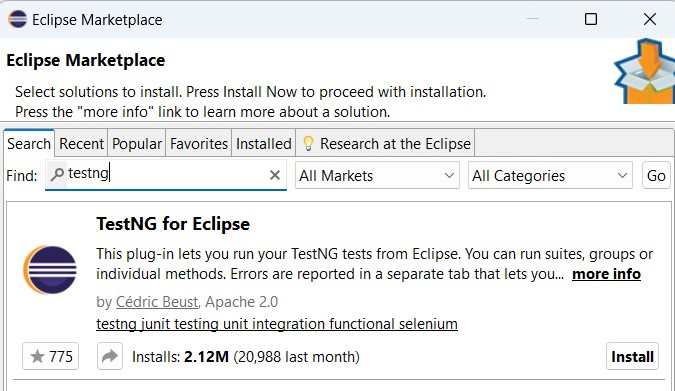 Eclipse Marketplace
Eclipse Marketplace
Select solutions to install. Press Install Now to proceed with installation.
Press the "more info" link to learn more about a solution.
Search Recent Popular Favorites Installed Research at the Eclipse
Find: testng All Markets All Categories Go
TestNG for Eclipse
This plug-in lets you run your TestNG tests from Eclipse. You can run suites, groups or
individual methods. Errors are reported in a separate tab that lets you... more info
by Cédric Beust, Apache 2.0
testng junit testing unit integration functional selenium
775 Installs: 2.12M (20,988 last month) Install